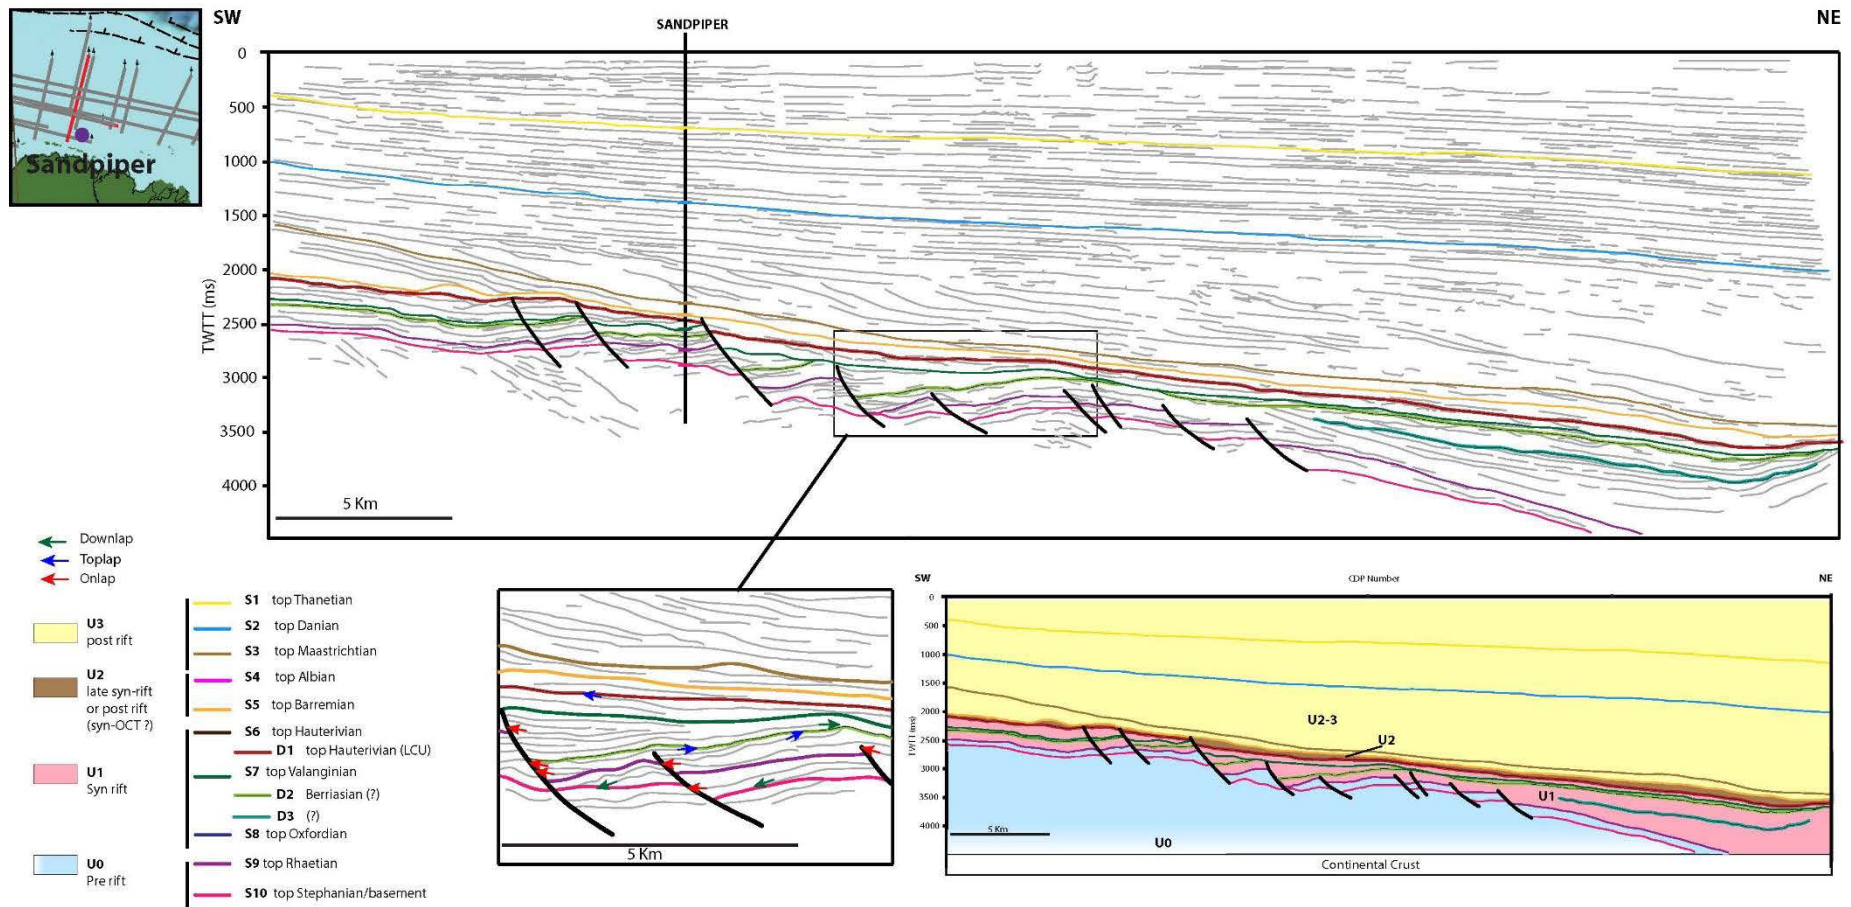 SW
SANDPIPER
NE
Sandpiper
0
500
1000
1500
2000
2500
3000
3500
4000
TWTT (ms)
5 Km
Downlap
Toplap
Onlap
U3
post rift
U2
late syn-rift
or post rift
(syn-OCT ?)
U1
Syn rift
U0
Pre rift
S1 top Thanetian
S2 top Danian
S3 top Maastrichtian
S4 top Albian
S5 top Barremian
S6 top Hauterivian
D1 top Hauterivian (LCU)
S7 top Valanginian
D2 Berriasian (?)
D3 (?)
S8 top Oxfordian
S9 top Rhaetian
S10 top Stephanian/basement
5 Km
SW
CDP Number
NE
0
500
1000
1500
2000
2500
3000
3500
4000
TWTT (ms)
U2-3
U2
U1
U0
5 Km
Continental Crust